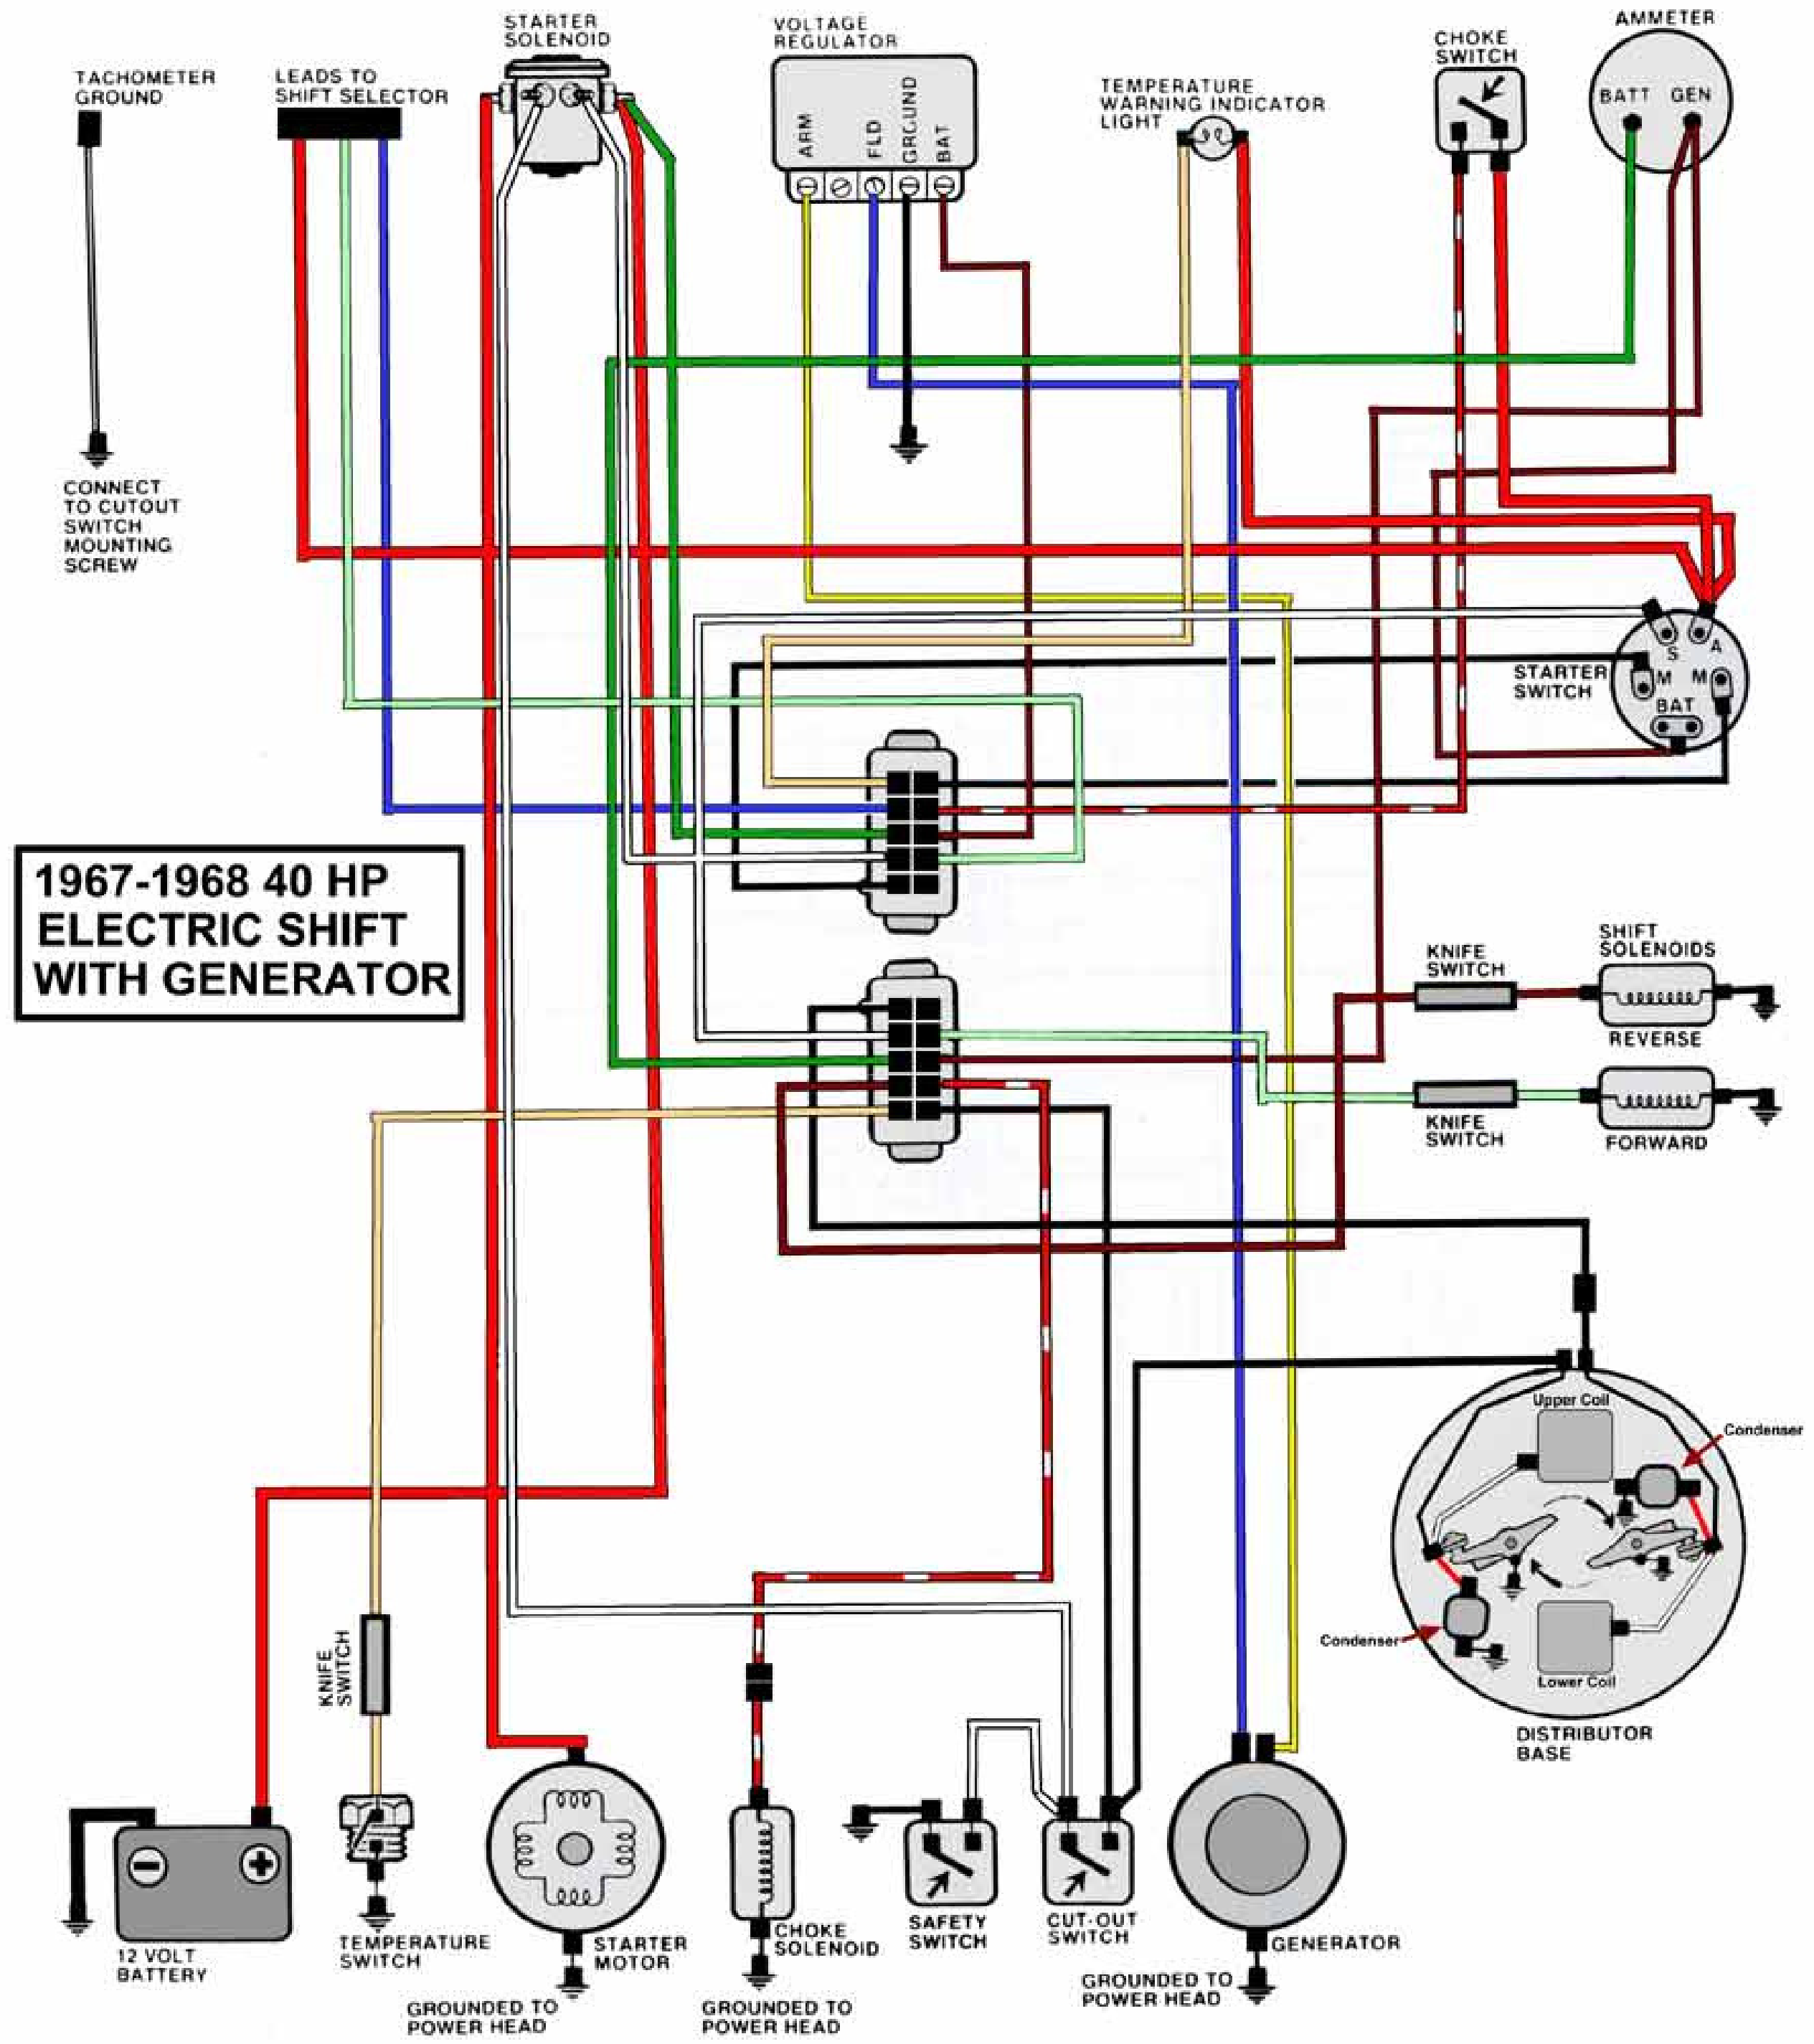 STARTER
SOLENOID
VOLTAGE
REGULATOR
AMMETER
CHOKE
SWITCH
TACHOMETER
GROUND
LEADS TO
SHIFT SELECTOR
TEMPERATURE
WARNING INDICATOR
LIGHT
BATT GEN
ARM
FLD
GROUND
BAT
CONNECT
TO CUTOUT
SWITCH
MOUNTING
SCREW
STARTER
SWITCH
S
A
M
M
BAT
1967-1968 40 HP
ELECTRIC SHIFT
WITH GENERATOR
KNIFE
SWITCH
SHIFT
SOLENOIDS
REVERSE
KNIFE
SWITCH
FORWARD
Upper Coil
Condenser
Condenser
Lower Coil
DISTRIBUTOR
BASE
KNIFE
SWITCH
12 VOLT
BATTERY
TEMPERATURE
SWITCH
STARTER
MOTOR
GROUNDED TO
POWER HEAD
CHOKE
SOLENOID
GROUNDED TO
POWER HEAD
SAFETY
SWITCH
CUT-OUT
SWITCH
GENERATOR
GROUNDED TO
POWER HEAD